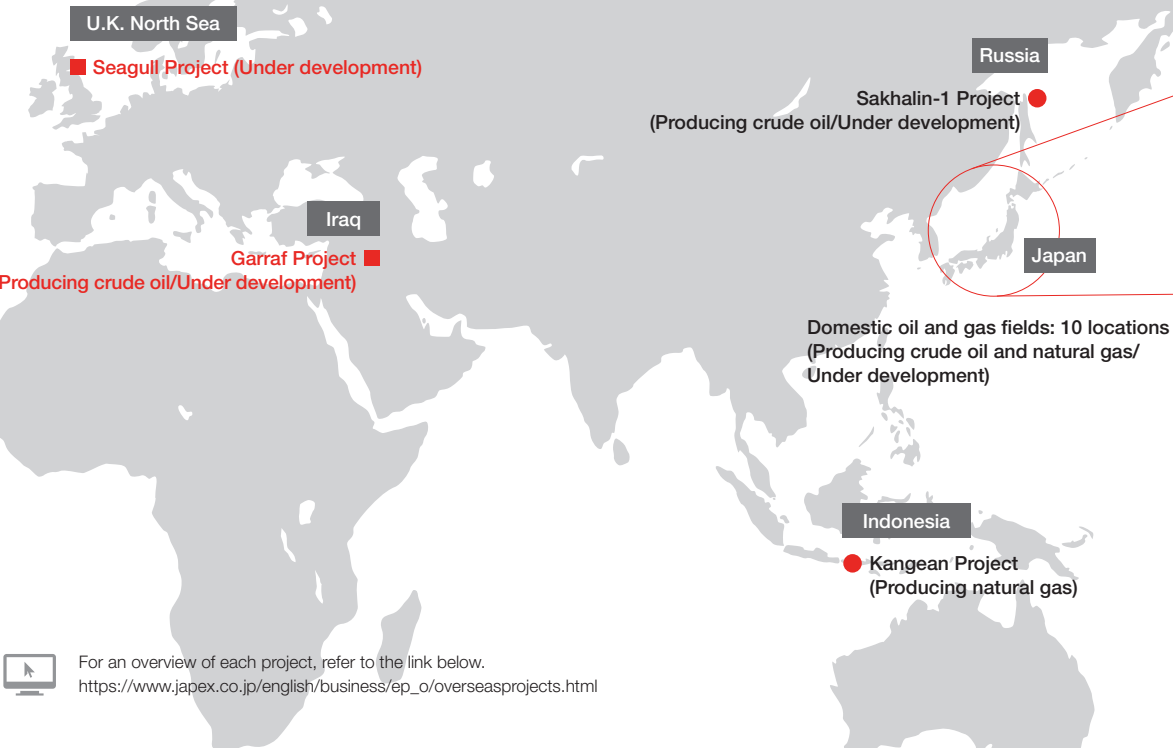 U.K. North Sea
Seagull Project (Under development)
Russia
Sakhalin-1 Project
(Producing crude oil/Under development)
Iraq
Garraf Project
Producing crude oil/Under development)
Japan
Domestic oil and gas fields: 10 locations
(Producing crude oil and natural gas/
Under development)
Indonesia
Kangean Project
(Producing natural gas)
For an overview of each project, refer to the link below.
https://www.japex.co.jp/english/business/ep_o/overseasprojects.html